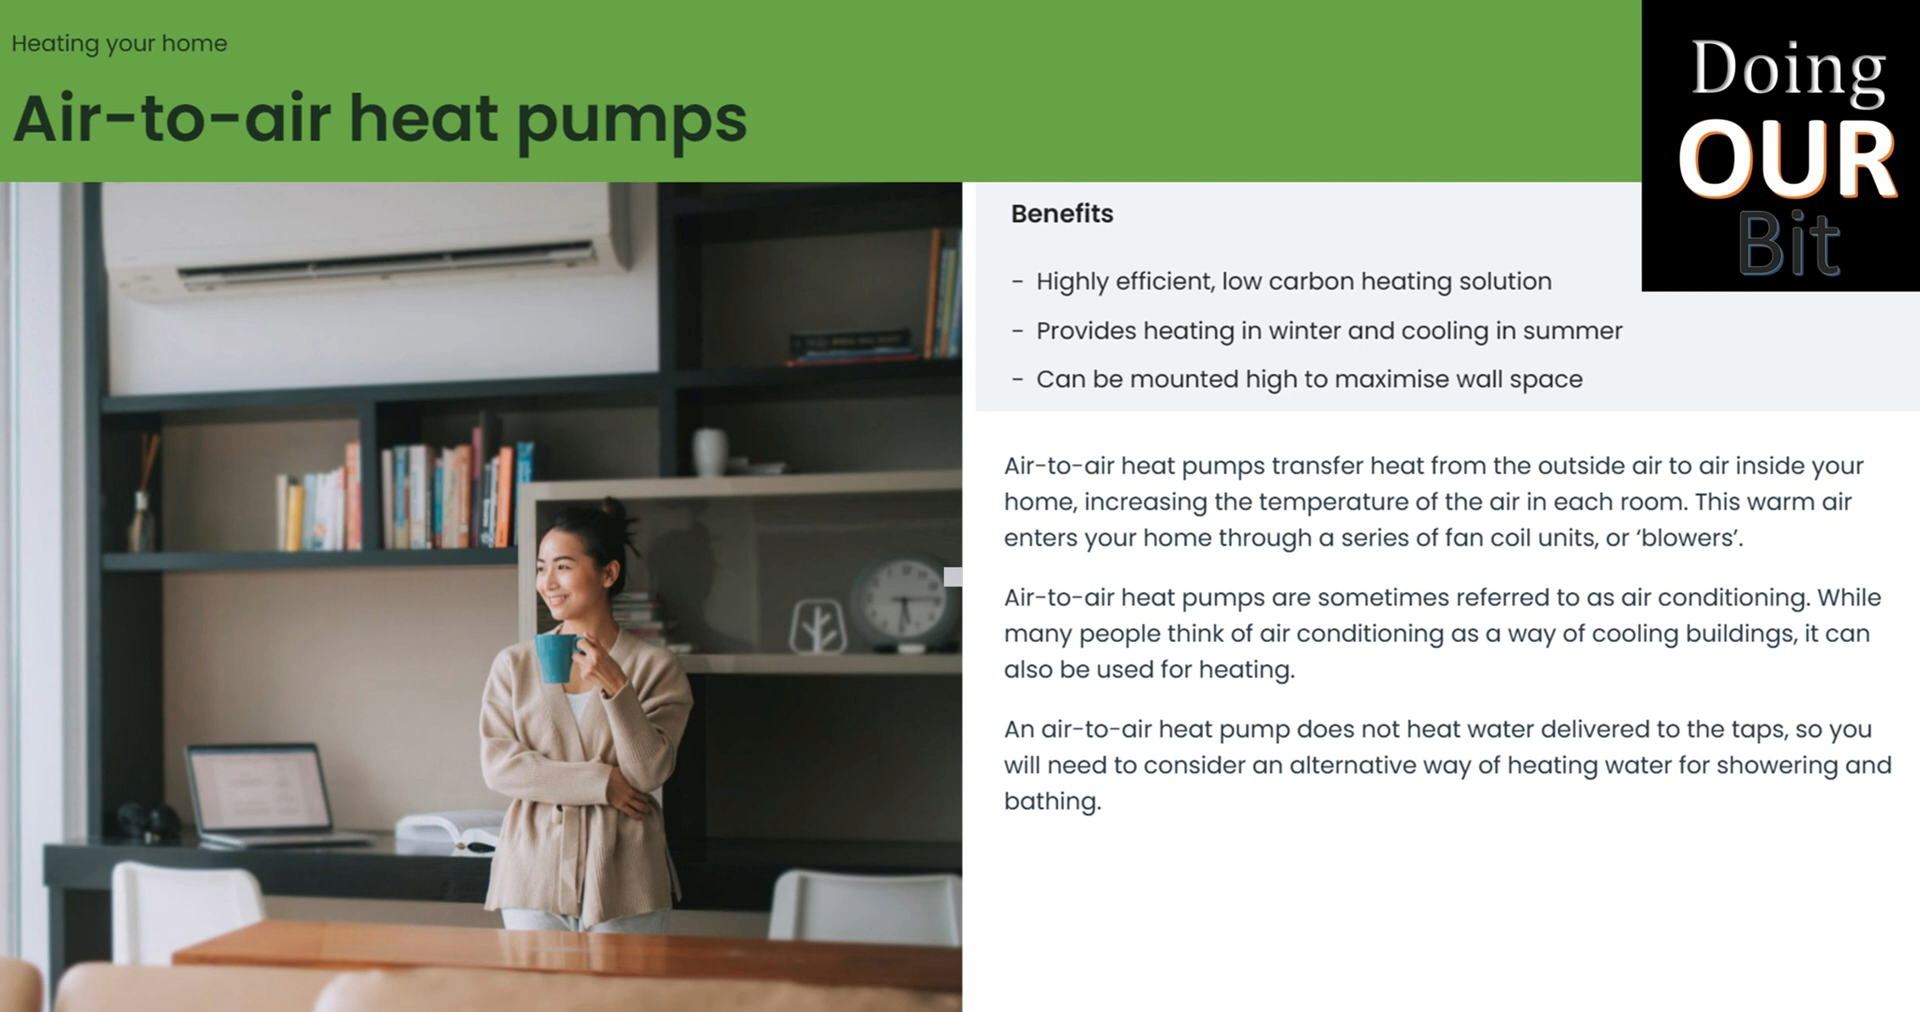 Heating your home
Air-to-air heat pumps
Doing
OUR
Bit
Benefits
- Highly efficient, low carbon heating solution
- Provides heating in winter and cooling in summer
- Can be mounted high to maximise wall space
Air-to-air heat pumps transfer heat from the outside air to air inside your
home, increasing the temperature of the air in each room. This warm air
enters your home through a series of fan coil units, or ‘blowers’.
Air-to-air heat pumps are sometimes referred to as air conditioning. While
many people think of air conditioning as a way of cooling buildings, it can
also be used for heating.
An air-to-air heat pump does not heat water delivered to the taps, so you
will need to consider an alternative way of heating water for showering and
bathing.